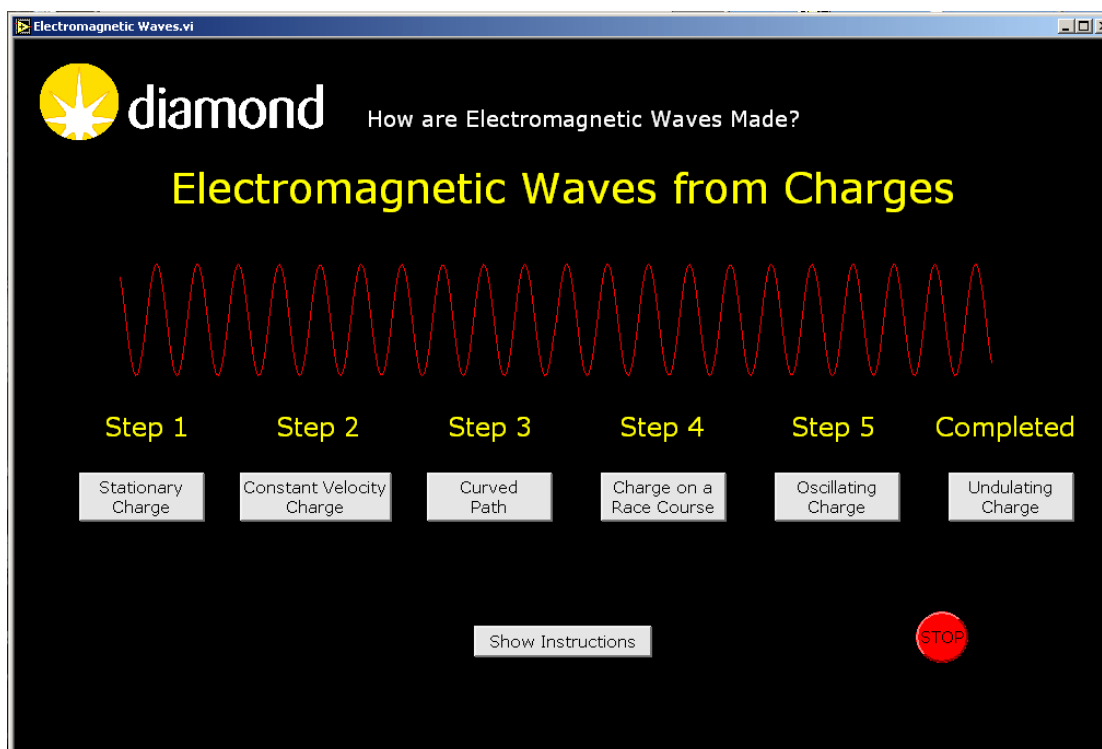 Electromagnetic Waves.vi
diamond
How are Electromagnetic Waves Made?
Electromagnetic Waves from Charges
Step 1
Step 2
Step 3
Step 4
Step 5
Completed
Stationary
Charge
Constant Velocity
Charge
Curved
Path
Charge on a
Race Course
Oscillating
Charge
Undulating
Charge
Show Instructions
STOP